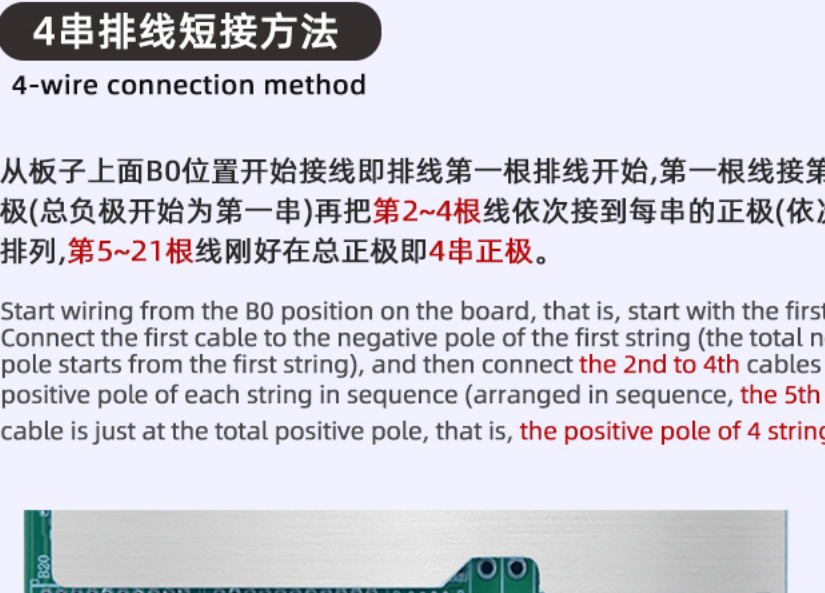 4串排线短接方法
4-wire connection method
从板子上面B0位置开始接线即排线第一根排线开始,第一根线接第
极(总负极开始为第一串)再把第2~4根线依次接到每串的正极(依次
排列,第5~21根线刚好在总正极即4串正极。
Start wiring from the B0 position on the board, that is, start with the first
Connect the first cable to the negative pole of the first string (the total n
pole starts from the first string), and then connect the 2nd to 4th cables
positive pole of each string in sequence (arranged in sequence, the 5th
cable is just at the total positive pole, that is, the positive pole of 4 string
B20